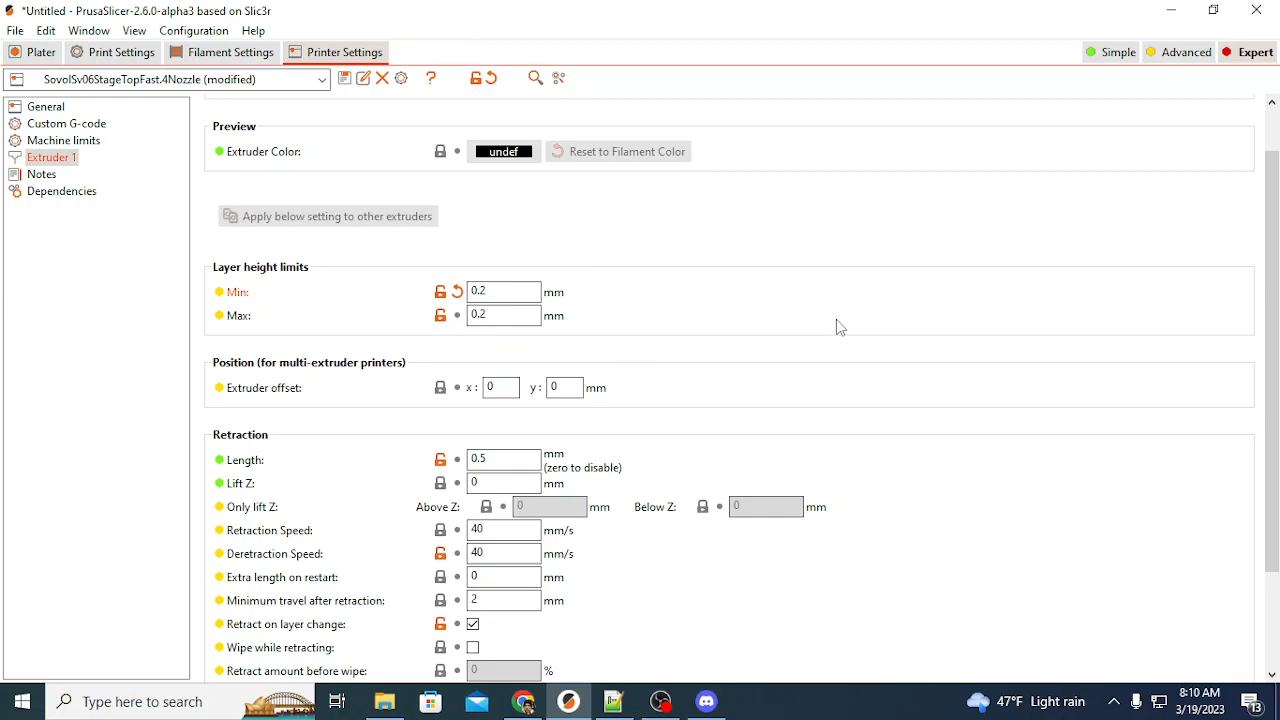 *Untitled - PrusaSlicer-2.6.0-alpha3 based on Slic3r
File Edit Window View Configuration Help
Plater Print Settings Filament Settings Printer Settings Simple Advanced Expert
SovolSv06StageTopFast.4Nozzle (modified) ?
General
Custom G-code
Machine limits
Extruder 1
Notes
Dependencies
Preview
Extruder Color: undef Reset to Filament Color
Apply below setting to other extruders
Layer height limits
Min: 0.2 mm
Max: 0.2 mm
Position (for multi-extruder printers)
Extruder offset: x : 0 y : 0 mm
Retraction
Length: 0.5 mm (zero to disable)
Lift Z: 0 mm
Only lift Z: Above Z: 0 mm Below Z: 0 mm
Retraction Speed: 40 mm/s
Deretraction Speed: 40 mm/s
Extra length on restart: 0 mm
Minimum travel after retraction: 2 mm
Retract on layer change:
Wipe while retracting:
Retract amount before wipe: 0 %
Type here to search 47°F Light rain 8:10 AM
3/19/2023 13